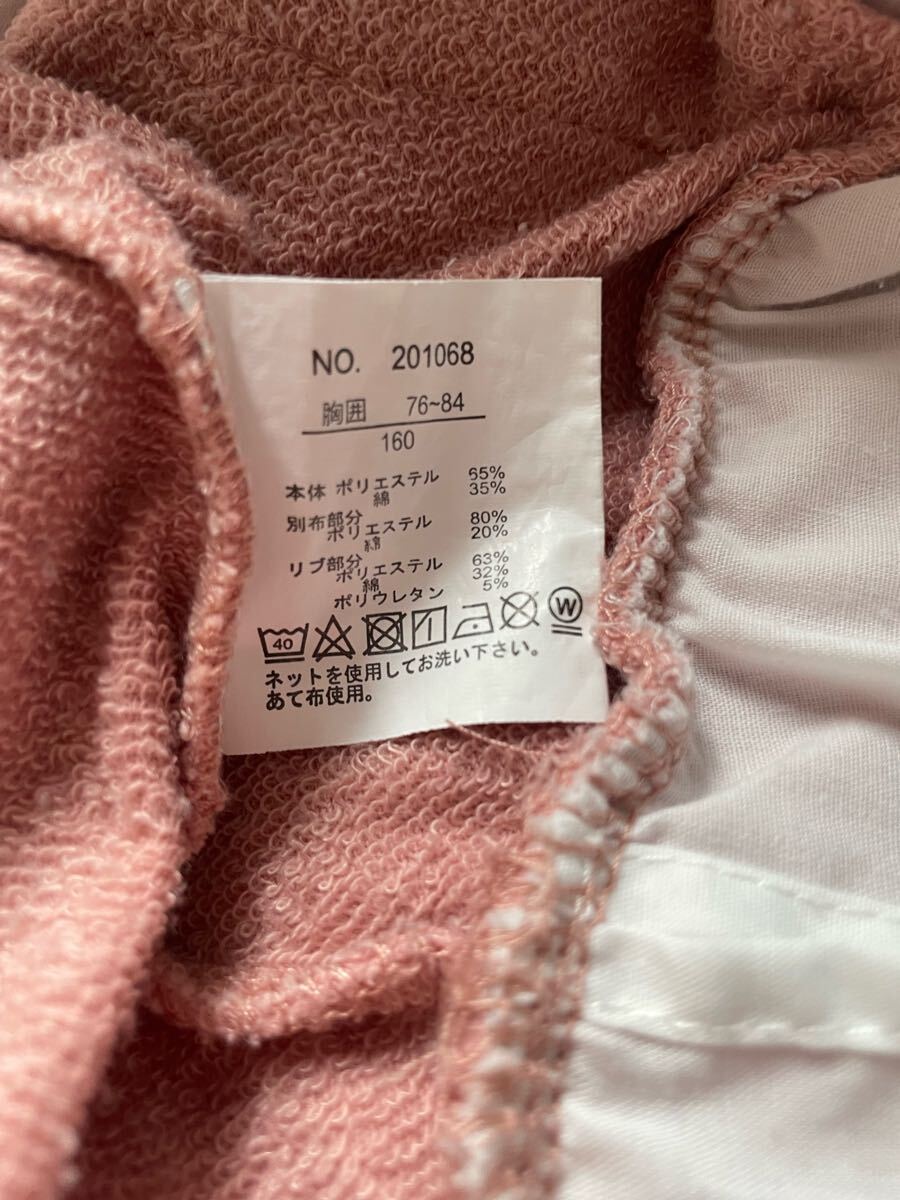 NO. 201068
胸囲 76~84
160
本体 ポリエステル 65%
綿 35%
別布部分
ポリエステル 80%
綿 20%
リブ部分
ポリエステル 63%
綿 32%
ポリウレタン 5%
40 W
ネットを使用してお洗い下さい。
あて布使用。